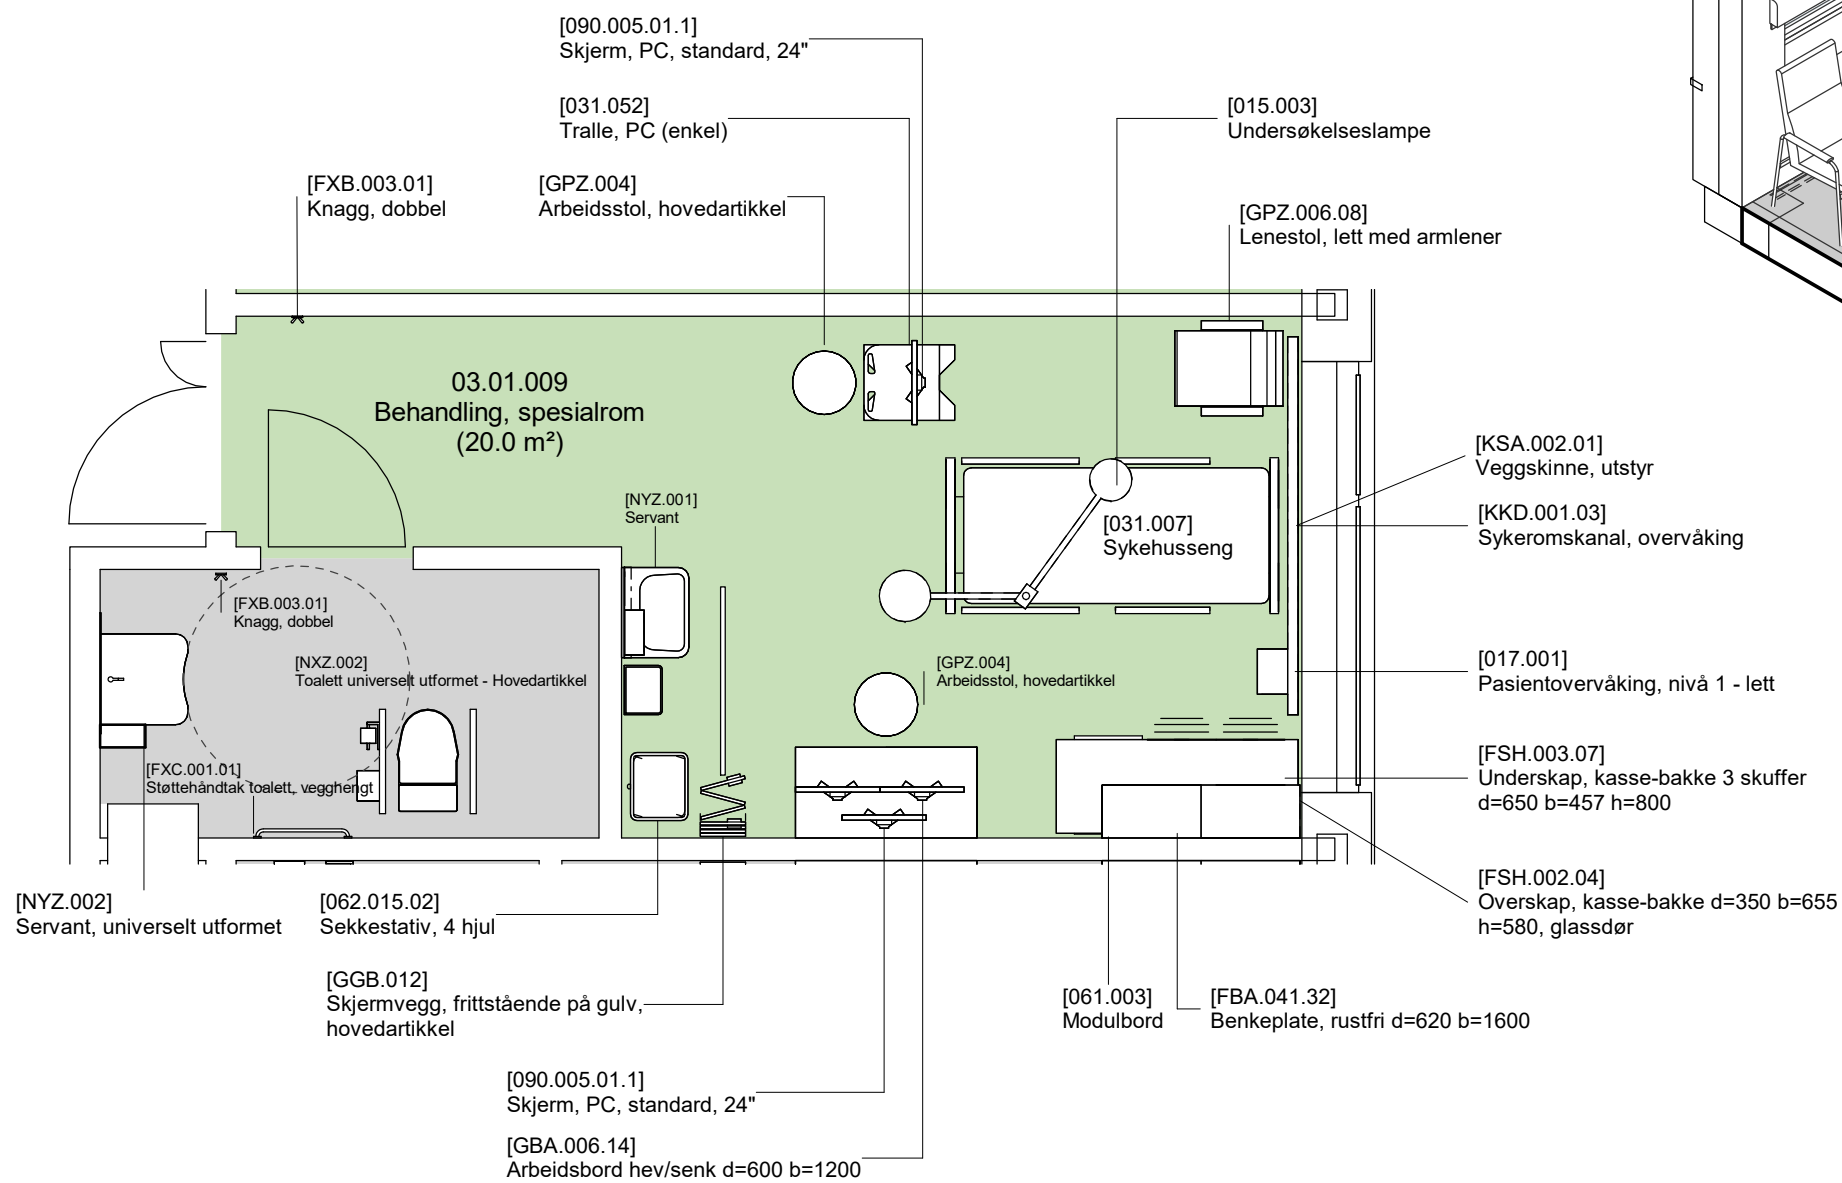 [090.005.01.1]
Skjerm, PC, standard, 24"
[031.052]
Tralle, PC (enkel)
[015.003]
Undersøkelseslampe
[FXB.003.01]
Knagg, dobbel
[GPZ.004]
Arbeidsstol, hovedartikkel
[GPZ.006.08]
Lenestol, lett med armlener
03.01.009
Behandling, spesialrom
(20.0 m²)
[KSA.002.01]
Veggskinne, utstyr
[NYZ.001]
Servant
[031.007]
Sykehusseng
[KKD.001.03]
Sykeromskanal, overvåking
[FXB.003.01]
Knagg, dobbel
[NXZ.002]
Toalett universelt utformet - Hovedartikkel
[GPZ.004]
Arbeidsstol, hovedartikkel
[017.001]
Pasientovervåking, nivå 1 - lett
[FXC.001.01]
Støttehåndtak toalett, vegghengt
[FSH.003.07]
Underskap, kasse-bakke 3 skuffer
d=650 b=457 h=800
[FSH.002.04]
Overskap, kasse-bakke d=350 b=655
h=580, glassdør
[NYZ.002]
Servant, universelt utformet
[062.015.02]
Sekkestativ, 4 hjul
[GGB.012]
Skjermvegg, frittstående på gulv,
hovedartikkel
[061.003]
Modulbord
[FBA.041.32]
Benkeplate, rustfri d=620 b=1600
[090.005.01.1]
Skjerm, PC, standard, 24"
[GBA.006.14]
Arbeidsbord hev/senk d=600 b=1200